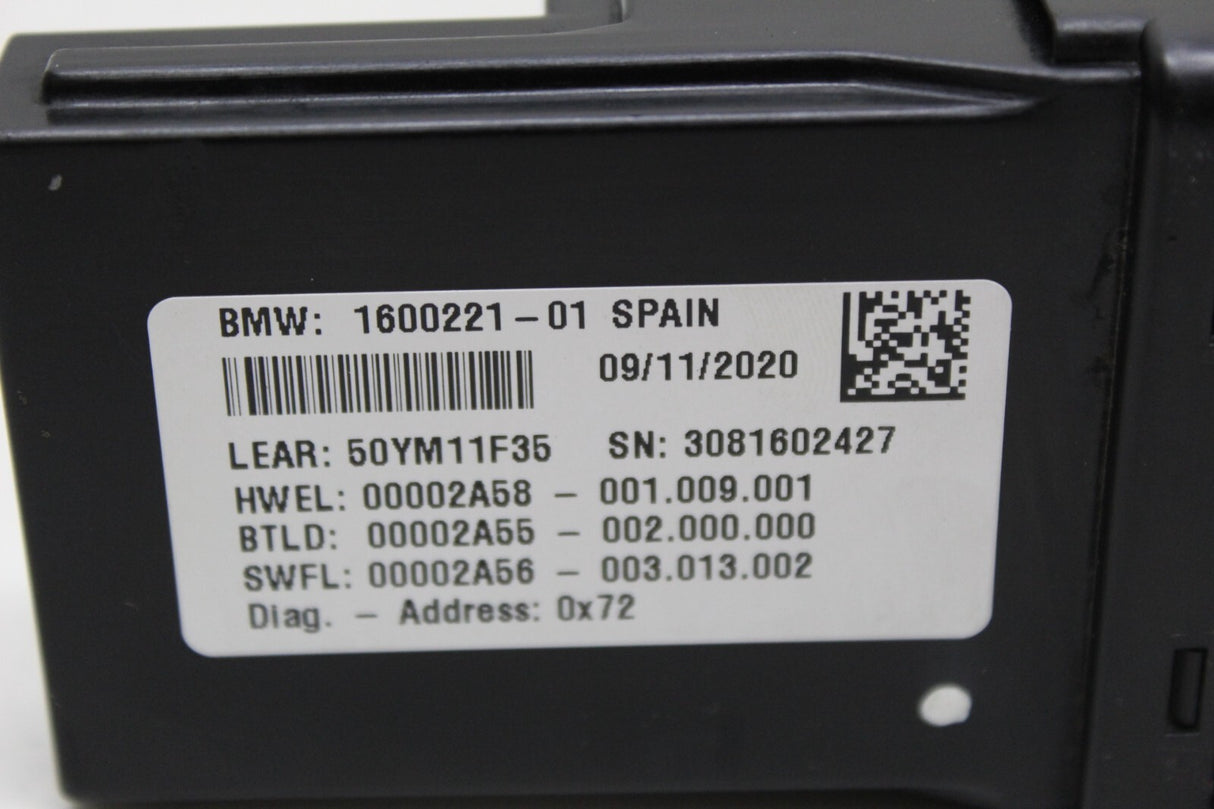 BMW: 1600221-01 SPAIN
09/11/2020
LEAR: 50YM11F35 SN: 3081602427
HWEL: 00002A58 - 001.009.001
BTLD: 00002A55 - 002.000.000
SWFL: 00002A56 - 003.013.002
Diag. - Address: 0x72